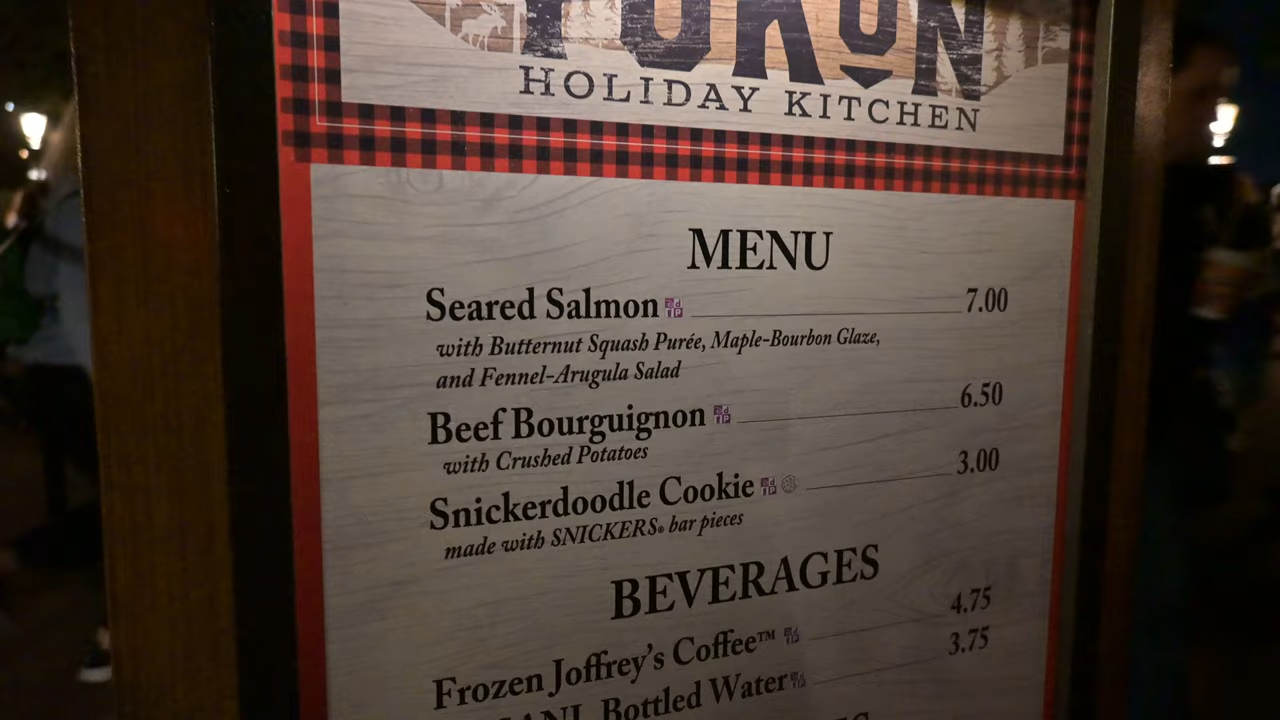 YUKON
HOLIDAY KITCHEN
MENU
Seared Salmon 7.00
with Butternut Squash Purée, Maple-Bourbon Glaze,
and Fennel-Arugula Salad
Beef Bourguignon 6.50
with Crushed Potatoes
Snickerdoodle Cookie 3.00
made with SNICKERS® bar pieces
BEVERAGES
Frozen Joffrey's Coffee™ 4.75
Bottled Water 3.75